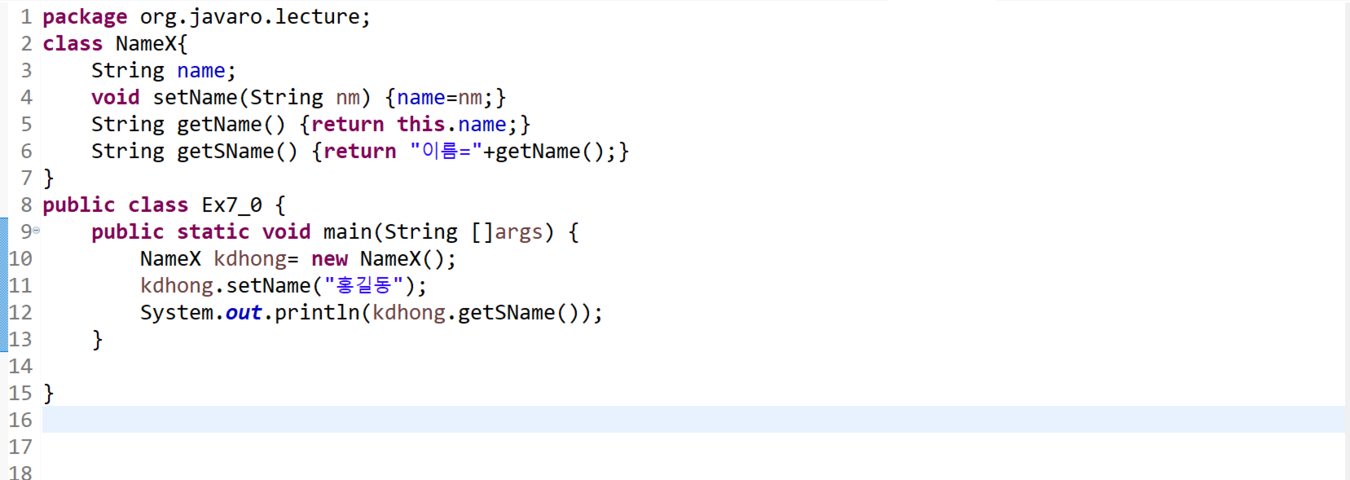 1 package org.javaro.lecture;
2 class NameX{
3     String name;
4     void setName(String nm) {name=nm;}
5     String getName() {return this.name;}
6     String getSName() {return "이름="+getName();}
7 }
8 public class Ex7_0 {
9     public static void main(String []args) {
10         NameX kdhong= new NameX();
11         kdhong.setName("홍길동");
12         System.out.println(kdhong.getSName());
13     }
14
15 }
16
17
18